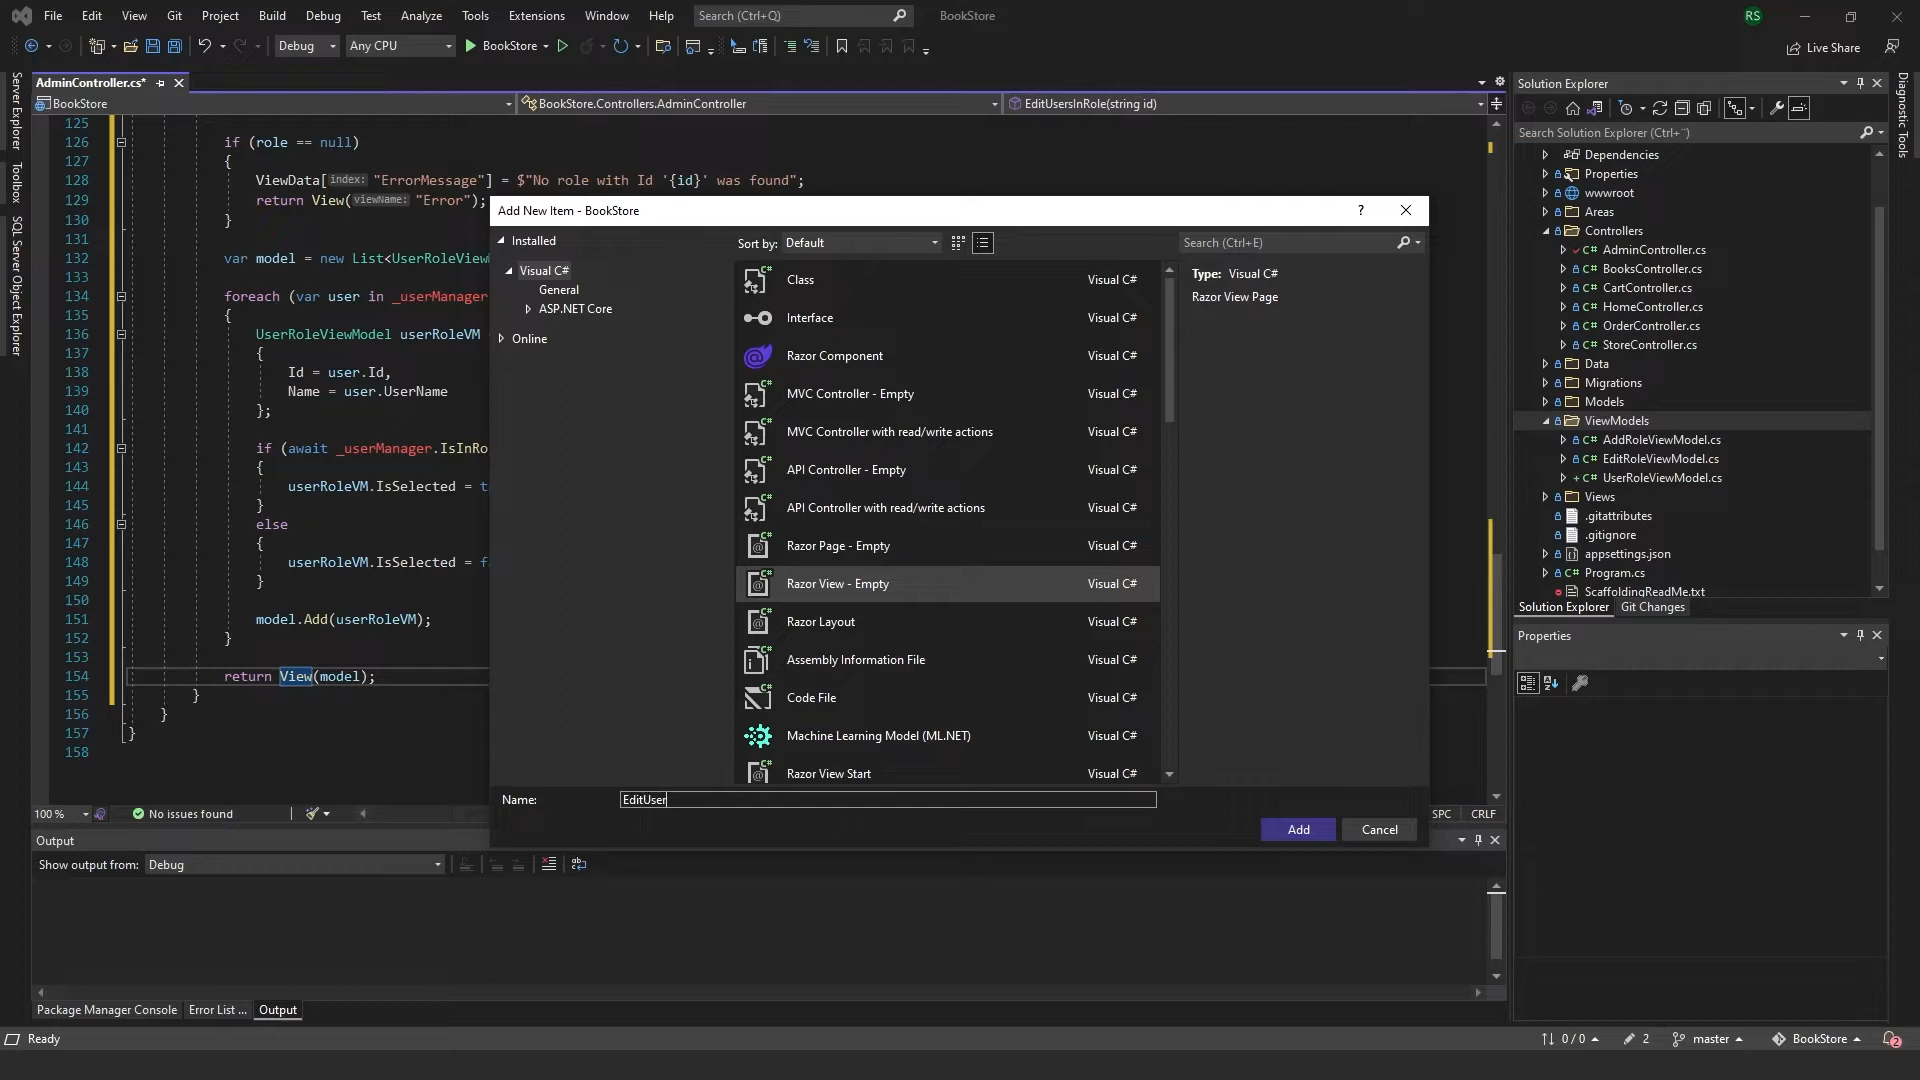 File Edit View Git Project Build Debug Test Analyze Tools Extensions Window Help Search (Ctrl+Q) BookStore RS
Debug Any CPU BookStore Live Share
AdminController.cs*
BookStore BookStore.Controllers.AdminController EditUsersInRole(string id)
Server Explorer
Toolbox
SQL Server Object Explorer
125
126 if (role == null)
127 {
128 ViewData[index: "ErrorMessage"] = $"No role with Id '{id}' was found";
129 return View(viewName: "Error");
130 }
131
132 var model = new List<UserRoleView
133
134 foreach (var user in _userManager
135 {
136 UserRoleViewModel userRoleVM
137 {
138 Id = user.Id,
139 Name = user.UserName
140 };
141
142 if (await _userManager.IsInRo
143 {
144 userRoleVM.IsSelected = t
145 }
146 else
147 {
148 userRoleVM.IsSelected = f
149 }
150
151 model.Add(userRoleVM);
152 }
153
154 return View(model);
155 }
156 }
157 }
158
100 % No issues found SPC CRLF
Add New Item - BookStore ?
Installed
Visual C#
General
ASP.NET Core
Online
Sort by: Default
Search (Ctrl+E)
Class Visual C#
Interface Visual C#
Razor Component Visual C#
MVC Controller - Empty Visual C#
MVC Controller with read/write actions Visual C#
API Controller - Empty Visual C#
API Controller with read/write actions Visual C#
Razor Page - Empty Visual C#
Razor View - Empty Visual C#
Razor Layout Visual C#
Assembly Information File Visual C#
Code File Visual C#
Machine Learning Model (ML.NET) Visual C#
Razor View Start Visual C#
Type: Visual C#
Razor View Page
Name: EditUser
Add Cancel
Output
Show output from: Debug
Package Manager Console Error List ... Output
Solution Explorer
Search Solution Explorer (Ctrl+¨)
Dependencies
Properties
wwwroot
Areas
Controllers
C# AdminController.cs
C# BooksController.cs
C# CartController.cs
C# HomeController.cs
C# OrderController.cs
C# StoreController.cs
Data
Migrations
Models
ViewModels
C# AddRoleViewModel.cs
C# EditRoleViewModel.cs
C# UserRoleViewModel.cs
Views
.gitattributes
.gitignore
appsettings.json
C# Program.cs
ScaffoldingReadMe.txt
Solution Explorer Git Changes
Properties
Diagnostic Tools
Ready 0 / 0 2 master BookStore 2